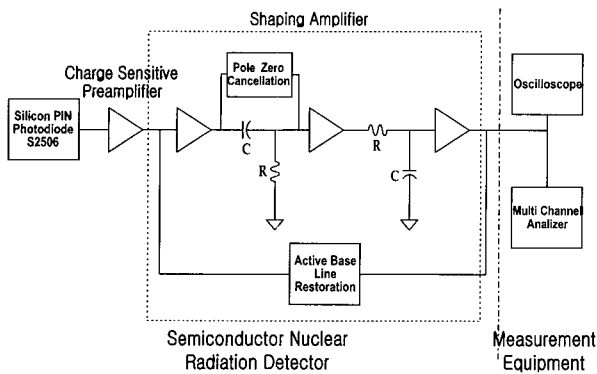 Shaping Amplifier
Charge Sensitive
Preamplifier
Pole Zero
Cancellation
Oscilloscope
Silicon PIN
Photodiode
S2506
C
R
R
C
Multi Channel
Analizer
Active Base
Line
Restoration
Semiconductor Nuclear
Radiation Detector
Measurement
Equipment